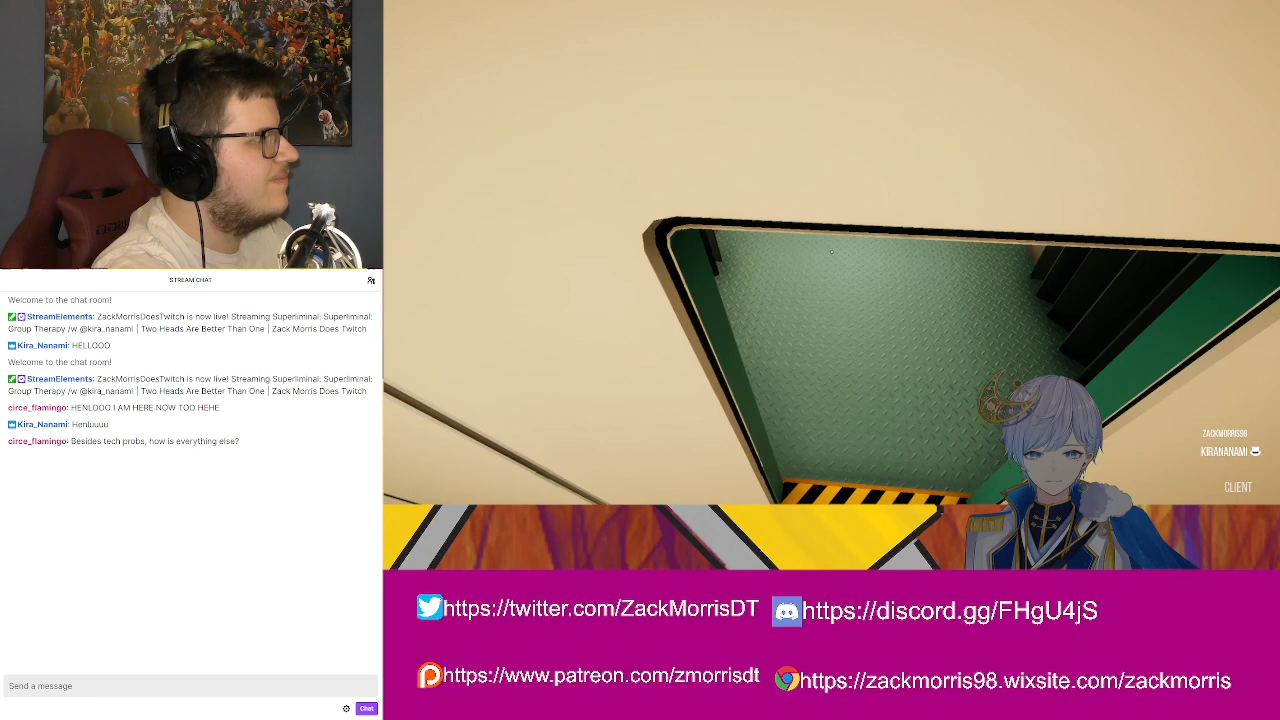 STREAM CHAT
Welcome to the chat room!
StreamElements: ZackMorrisDoesTwitch is now live! Streaming Superliminal: Superliminal:
Group Therapy /w @kira_nanami | Two Heads Are Better Than One | Zack Morris Does Twitch
Kira_Nanami: HELLOOO
Welcome to the chat room!
StreamElements: ZackMorrisDoesTwitch is now live! Streaming Superliminal: Superliminal:
Group Therapy /w @kira_nanami | Two Heads Are Better Than One | Zack Morris Does Twitch
circe_flamingo: HENLOOO I AM HERE NOW TOO HEHE
Kira_Nanami: Henluuuu
circe_flamingo: Besides tech probs, how is everything else?
Send a message
Chat
ZACKMORRIS98
KIRANANAMI
CLIENT
https://twitter.com/ZackMorrisDT
https://discord.gg/FHgU4jS
https://www.patreon.com/zmorrisdt
https://zackmorris98.wixsite.com/zackmorris